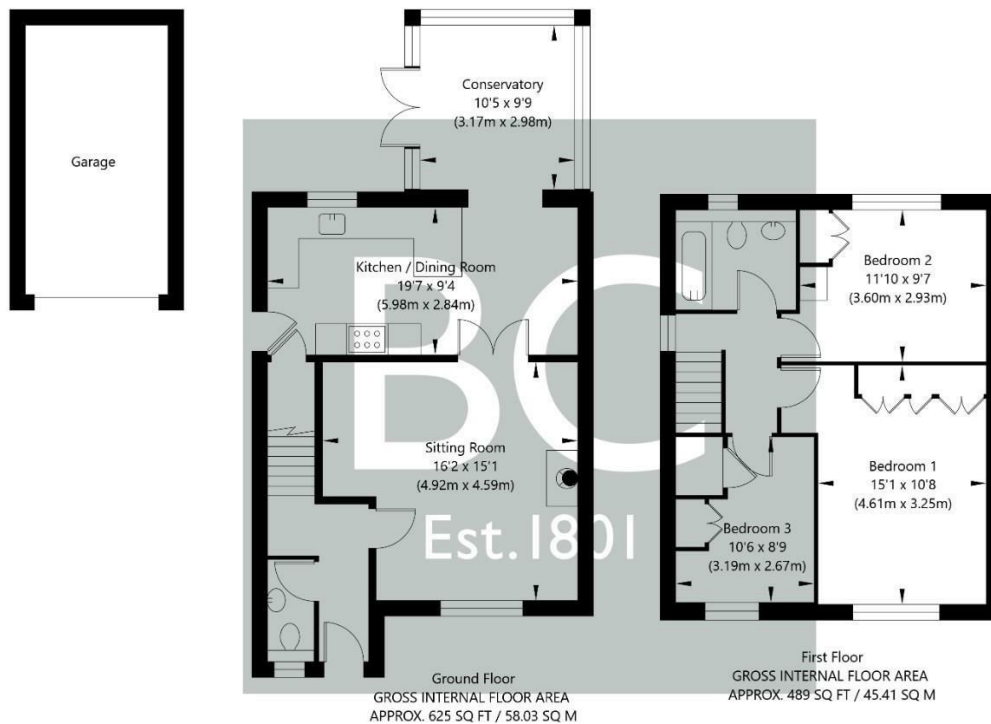 Garage
Conservatory
10'5 x 9'9
(3.17m x 2.98m)
Kitchen / Dining Room
19'7 x 9'4
(5.98m x 2.84m)
Sitting Room
16'2 x 15'1
(4.92m x 4.59m)
Bedroom 2
11'10 x 9'7
(3.60m x 2.93m)
Bedroom 1
15'1 x 10'8
(4.61m x 3.25m)
Bedroom 3
10'6 x 8'9
(3.19m x 2.67m)
BC
Est.1801
Ground Floor
GROSS INTERNAL FLOOR AREA
APPROX. 625 SQ FT / 58.03 SQ M
First Floor
GROSS INTERNAL FLOOR AREA
APPROX. 489 SQ FT / 45.41 SQ M